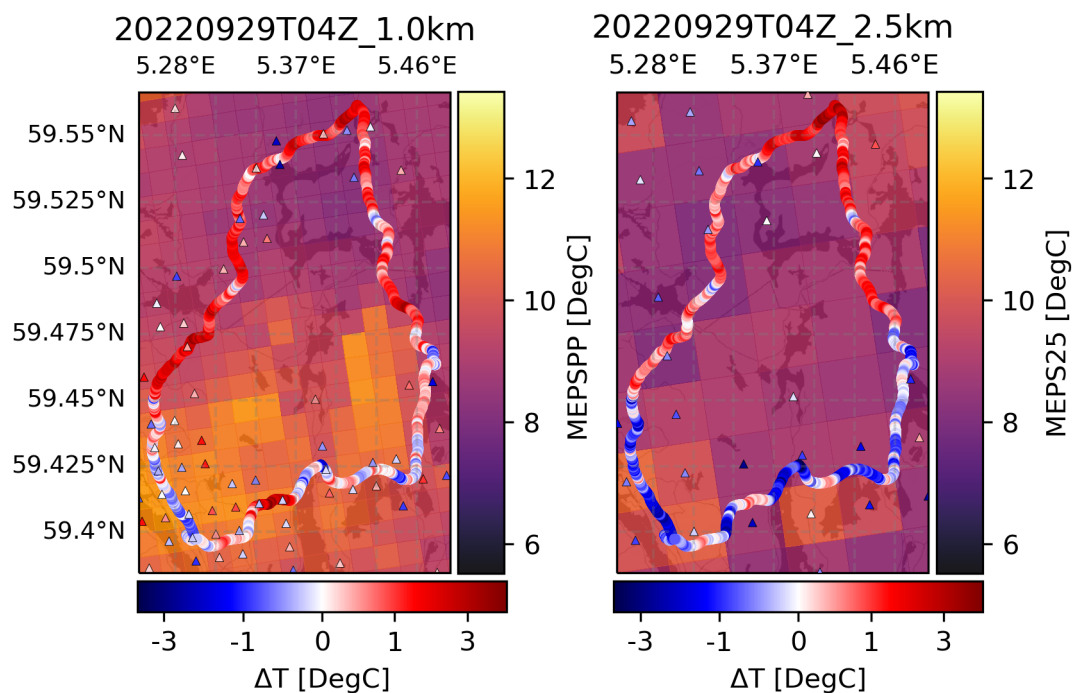 20220929T04Z_1.0km
5.28°E 5.37°E 5.46°E
59.55°N
59.525°N
59.5°N
59.475°N
59.45°N
59.425°N
59.4°N
12
10
8
6
MEPSPP [DegC]
-3 -1 0 1 3
ΔT [DegC]
20220929T04Z_2.5km
5.28°E 5.37°E 5.46°E
12
10
8
6
MEPS25 [DegC]
-3 -1 0 1 3
ΔT [DegC]